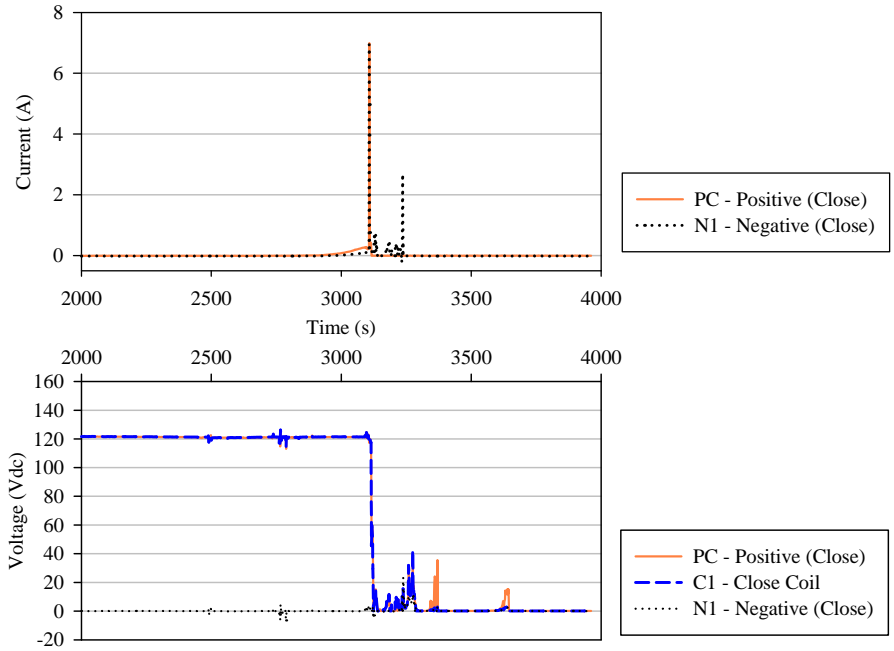 8
6
4
2
0
Current (A)
2000 2500 3000 3500 4000
Time (s)
PC - Positive (Close)
N1 - Negative (Close)
2000 2500 3000 3500 4000
160
140
120
100
80
60
40
20
0
-20
Voltage (Vdc)
PC - Positive (Close)
C1 - Close Coil
N1 - Negative (Close)